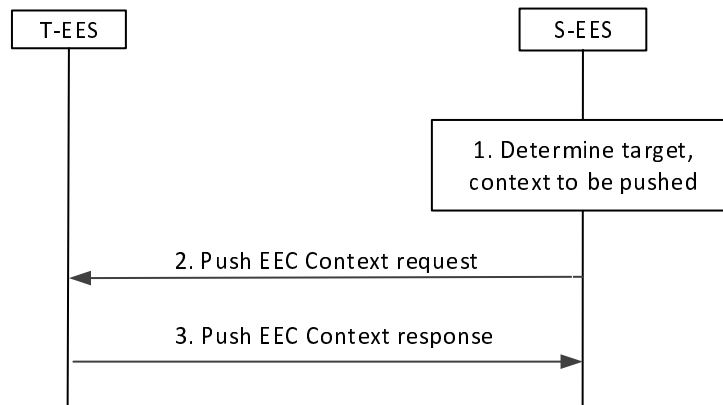 T-EES
S-EES
1. Determine target,
context to be pushed
2. Push EEC Context request
3. Push EEC Context response